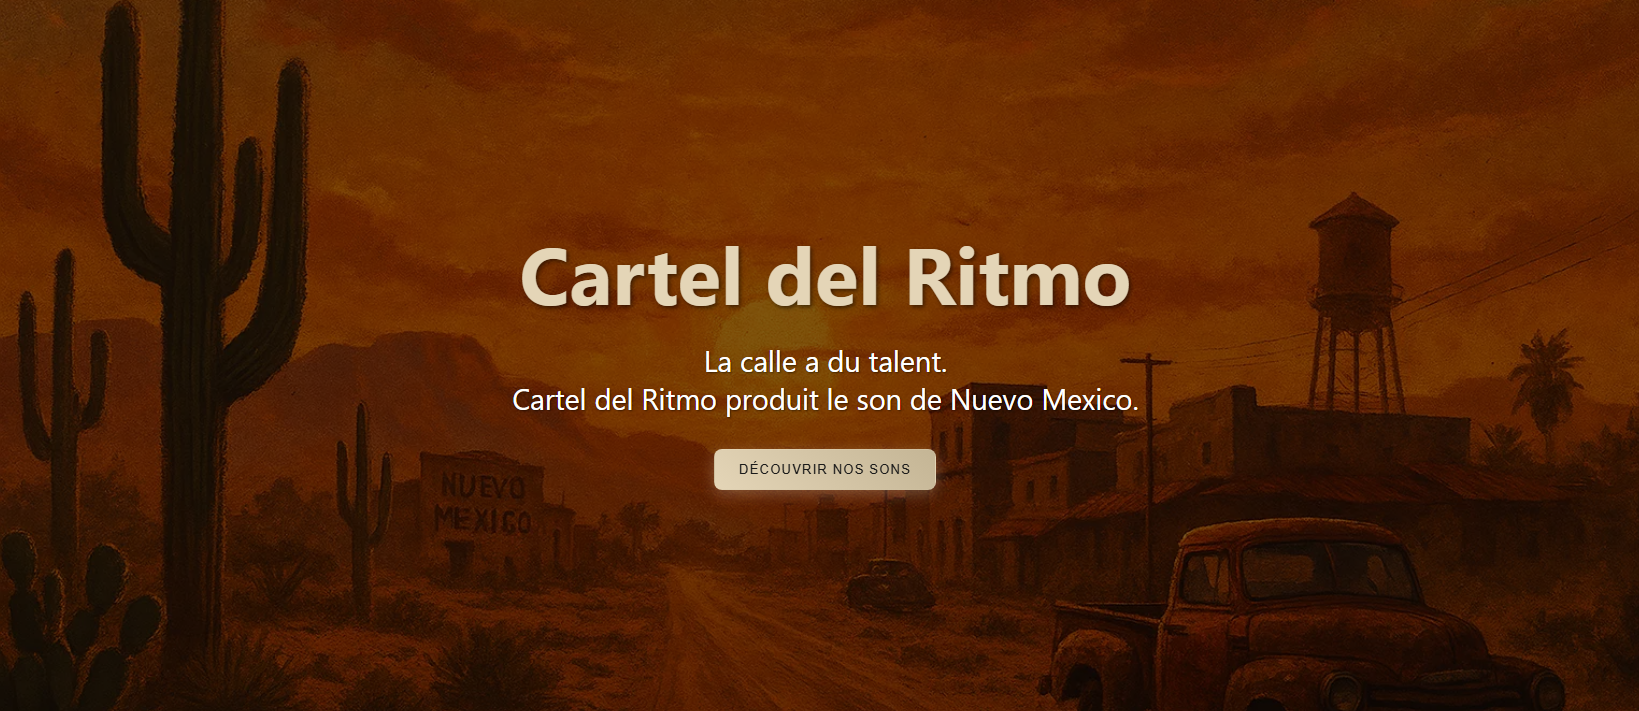 Cartel del Ritmo
La calle a du talent.
Cartel del Ritmo produit le son de Nuevo Mexico.
DÉCOUVRIR NOS SONS
NUEVO
MEXICO